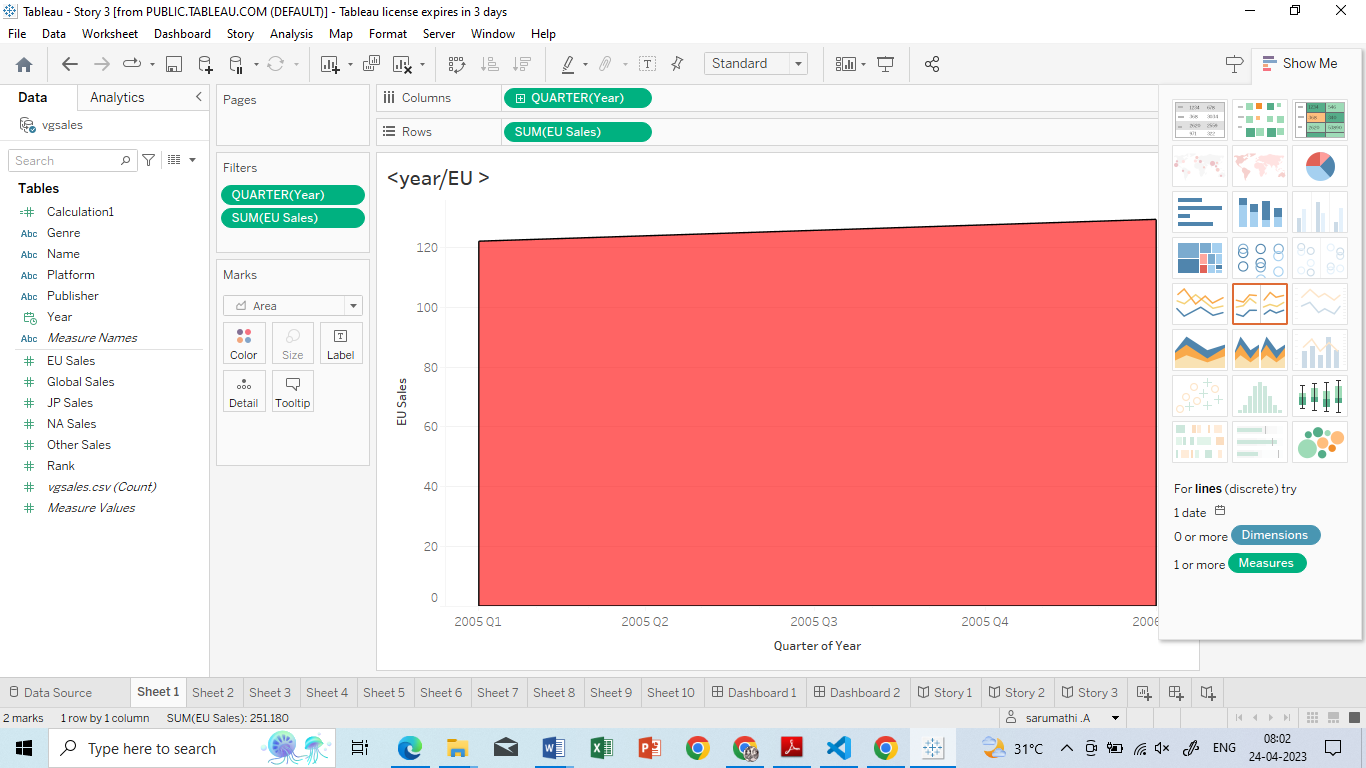 Tableau - Story 3 [from PUBLIC.TABLEAU.COM (DEFAULT)] - Tableau license expires in 3 days
File Data Worksheet Dashboard Story Analysis Map Format Server Window Help
Standard
Show Me
Data Analytics
vgsales
Search
Tables
Calculation1
Abc Genre
Abc Name
Abc Platform
Abc Publisher
Year
Abc Measure Names
EU Sales
Global Sales
JP Sales
NA Sales
Other Sales
Rank
vgsales.csv (Count)
Measure Values
Pages
Filters
QUARTER(Year)
SUM(EU Sales)
Marks
Area
Color Size Label
Detail Tooltip
Columns QUARTER(Year)
Rows SUM(EU Sales)
<year/EU >
120
100
80
60
40
20
0
EU Sales
2005 Q1 2005 Q2 2005 Q3 2005 Q4 2006
Quarter of Year
For lines (discrete) try
1 date
0 or more Dimensions
1 or more Measures
Data Source Sheet 1 Sheet 2 Sheet 3 Sheet 4 Sheet 5 Sheet 6 Sheet 7 Sheet 8 Sheet 9 Sheet 10 Dashboard 1 Dashboard 2 Story 1 Story 2 Story 3
2 marks 1 row by 1 column SUM(EU Sales): 251.180 sarumathi .A
Type here to search 31°C ENG 08:02
24-04-2023